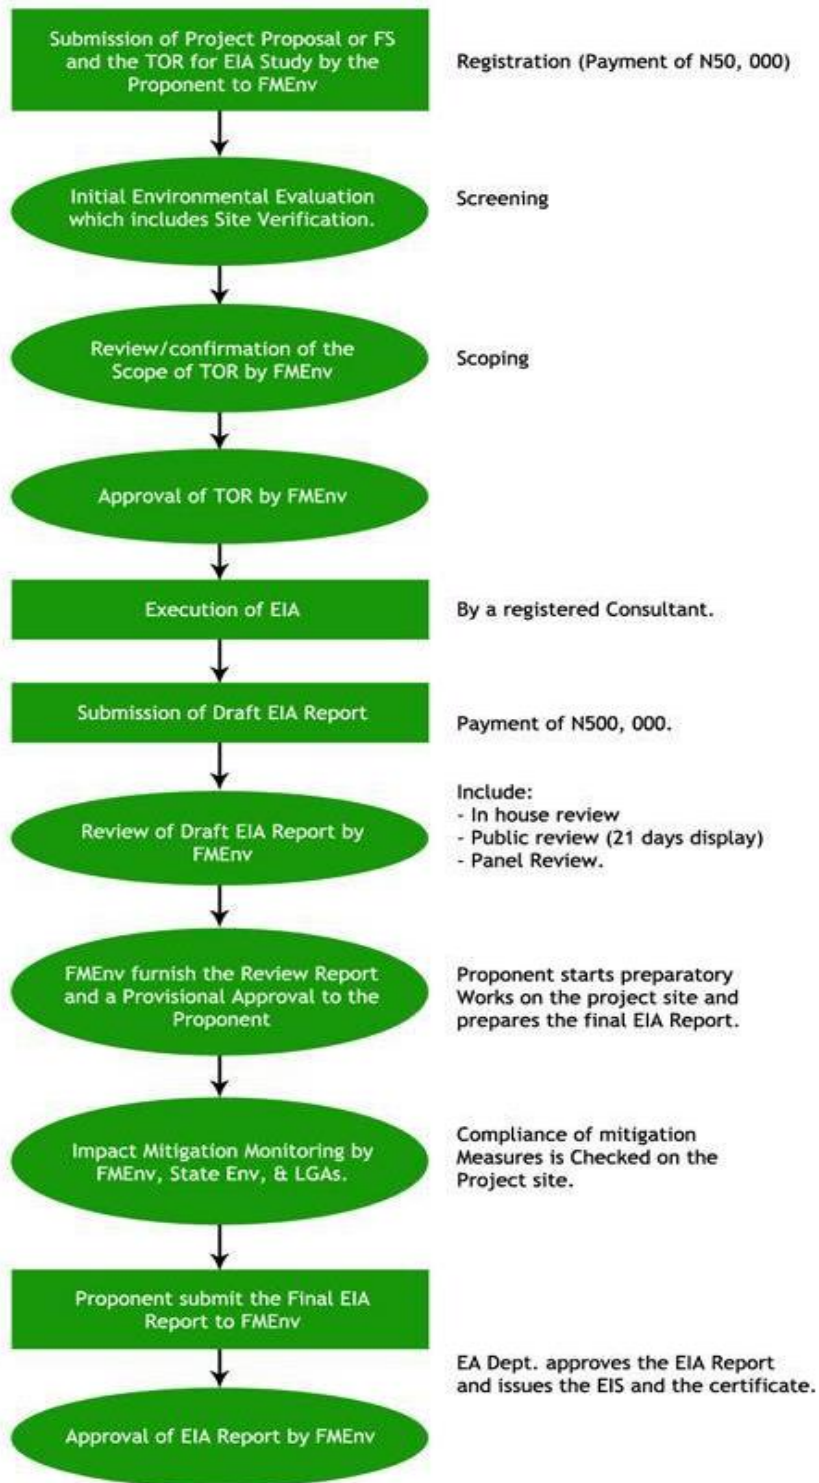 Submission of Project Proposal or FS
and the TOR for EIA Study by the
Proponent to FMEnv
Registration (Payment of N50, 000)
Initial Environmental Evaluation
which includes Site Verification.
Screening
Review/confirmation of the
Scope of TOR by FMEnv
Scoping
Approval of TOR by FMEnv
Execution of EIA
By a registered Consultant.
Submission of Draft EIA Report
Payment of N500, 000.
Review of Draft EIA Report by
FMEnv
Include:
- In house review
- Public review (21 days display)
- Panel Review.
FMEnv furnish the Review Report
and a Provisional Approval to the
Proponent
Proponent starts preparatory
Works on the project site and
prepares the final EIA Report.
Impact Mitigation Monitoring by
FMEnv, State Env, & LGAs.
Compliance of mitigation
Measures is Checked on the
Project site.
Proponent submit the Final EIA
Report to FMEnv
EA Dept. approves the EIA Report
and issues the EIS and the certificate.
Approval of EIA Report by FMEnv